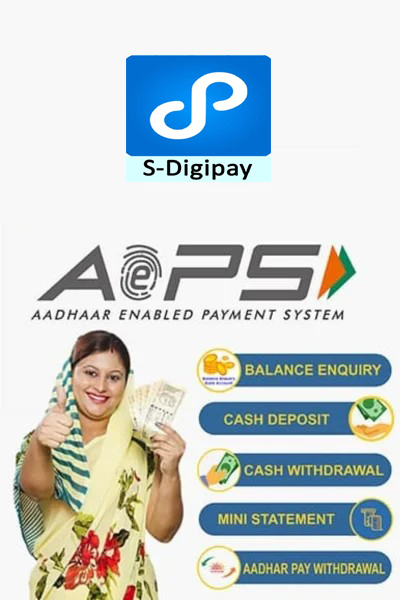 S-Digipay
AePS
AADHAAR ENABLED PAYMENT SYSTEM
BALANCE ENQUIRY
CASH DEPOSIT
CASH WITHDRAWAL
MINI STATEMENT
AADHAR PAY WITHDRAWAL